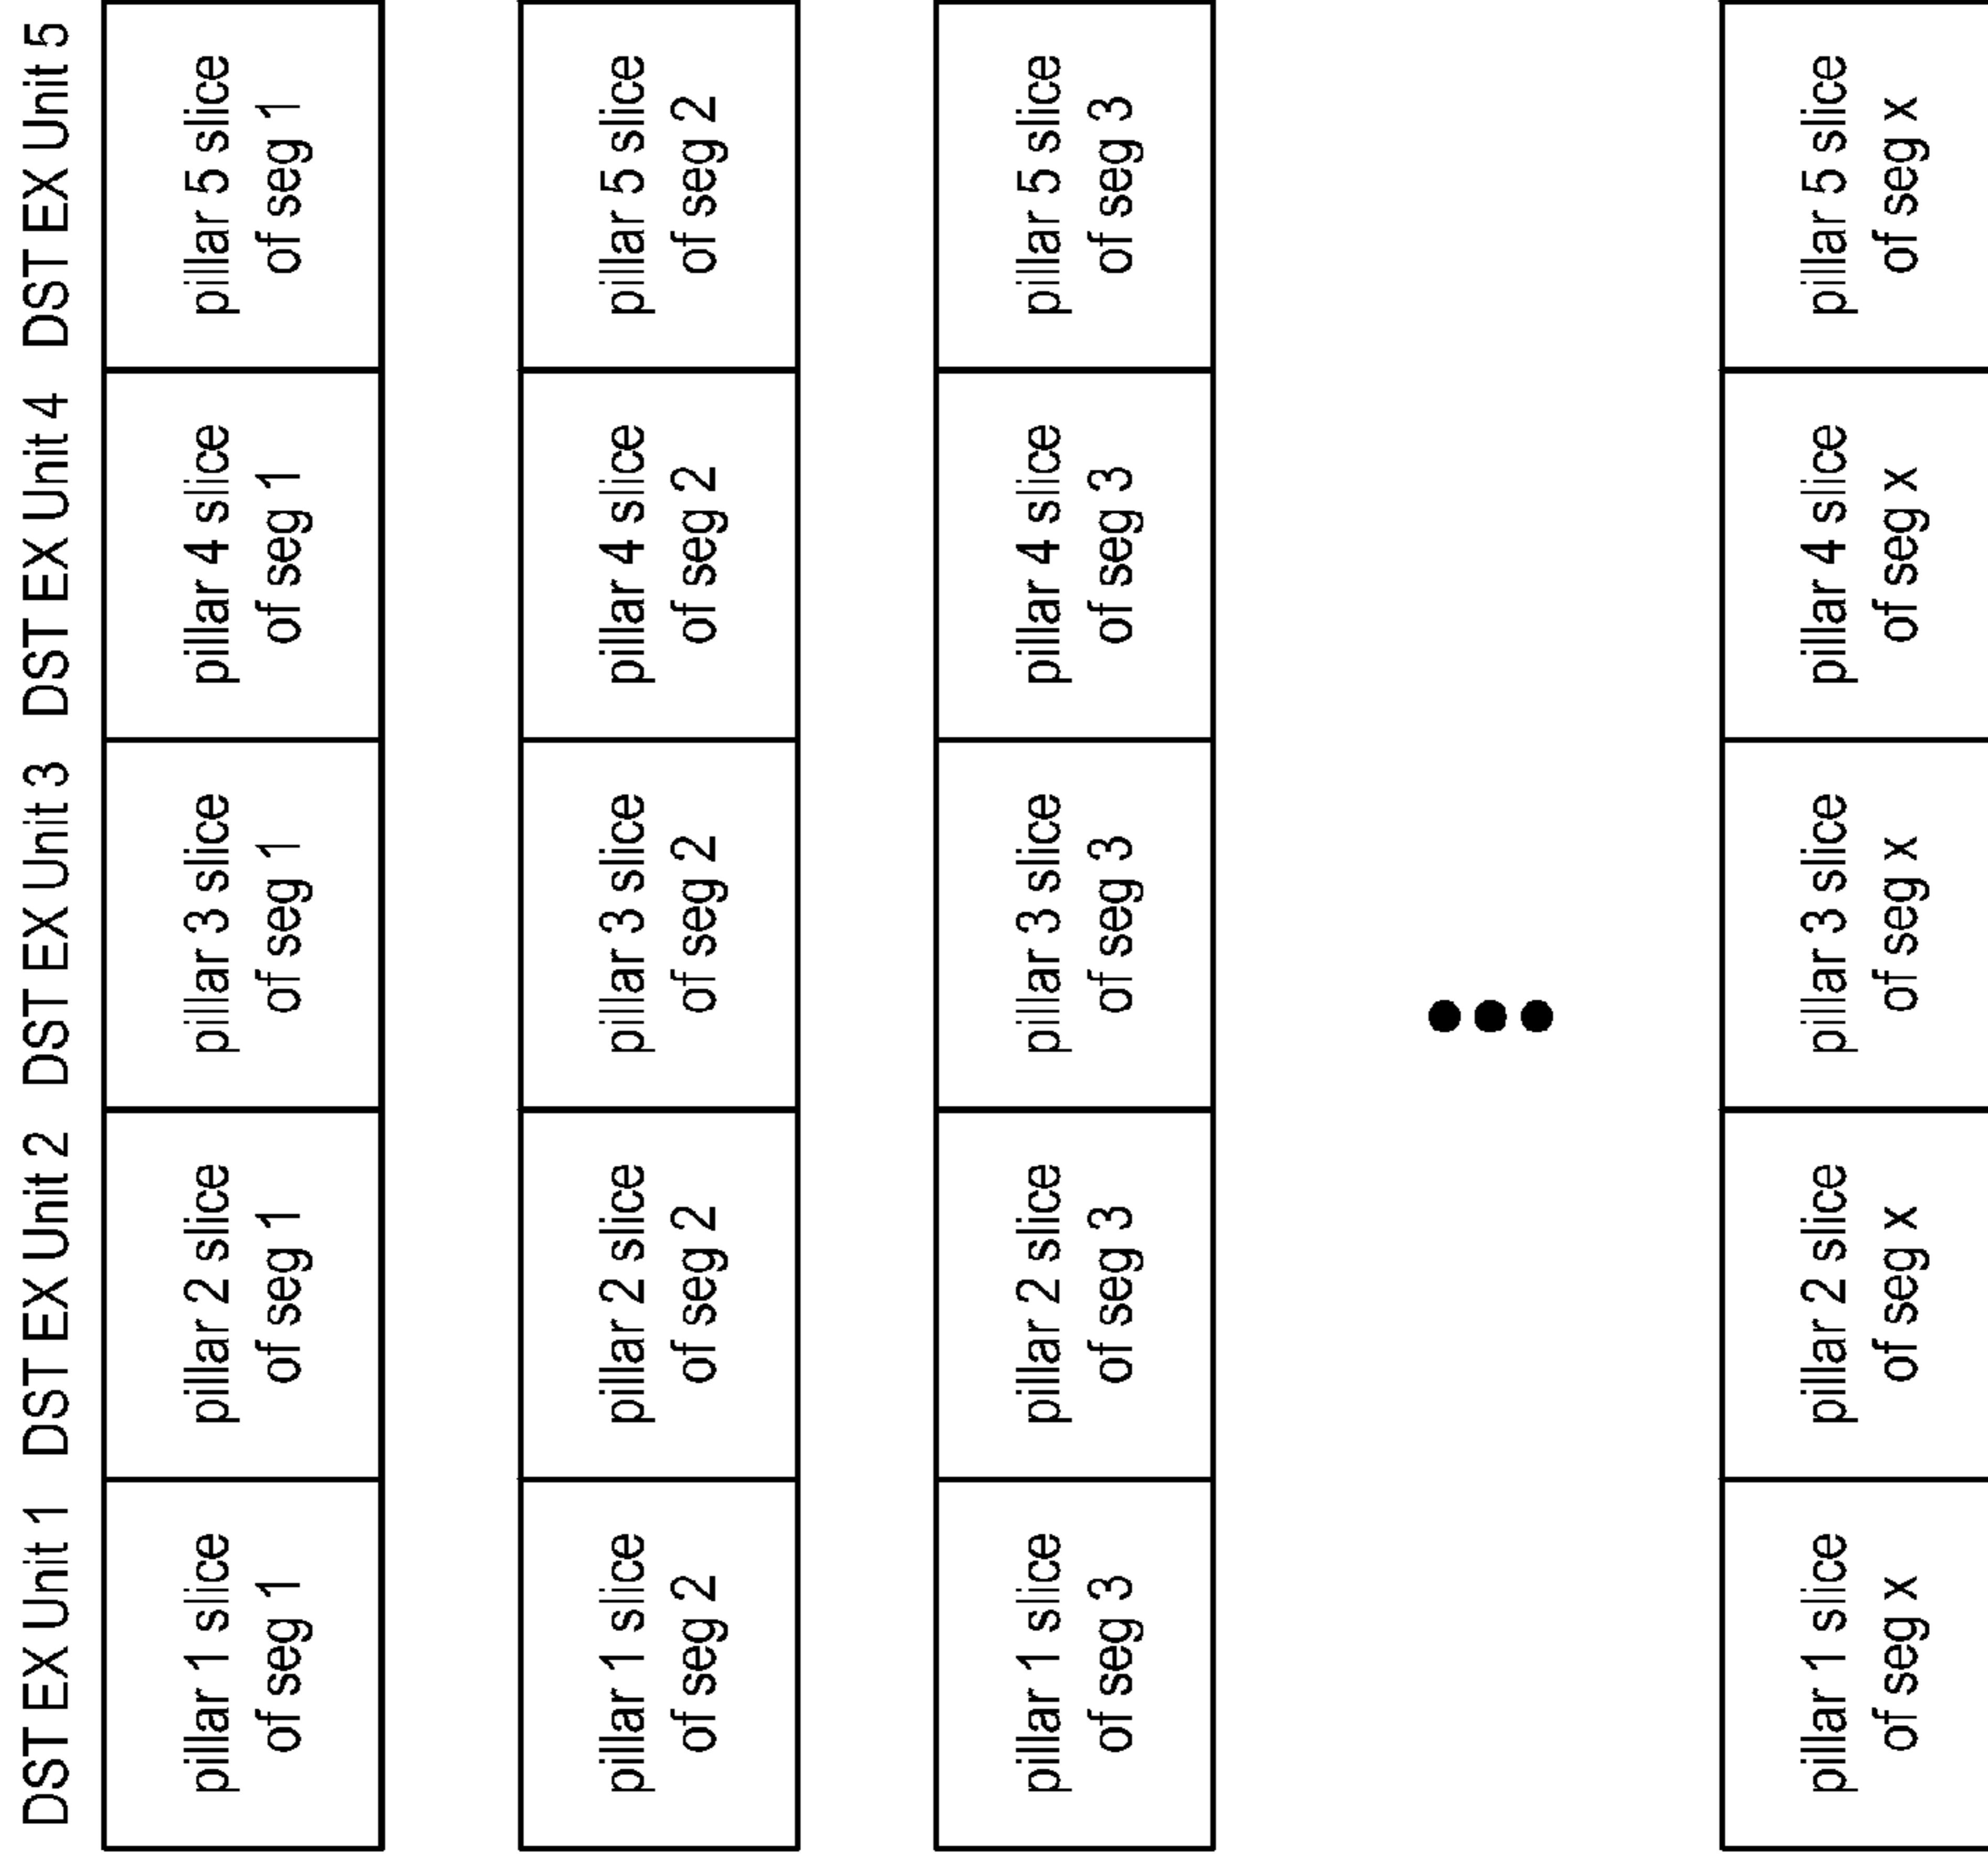 DST EX Unit 1 DST EX Unit 2 DST EX Unit 3 DST EX Unit 4 DST EX Unit 5
pillar 1 slice
of seg 1
pillar 2 slice
of seg 1
pillar 3 slice
of seg 1
pillar 4 slice
of seg 1
pillar 5 slice
of seg 1
pillar 1 slice
of seg 2
pillar 2 slice
of seg 2
pillar 3 slice
of seg 2
pillar 4 slice
of seg 2
pillar 5 slice
of seg 2
pillar 1 slice
of seg 3
pillar 2 slice
of seg 3
pillar 3 slice
of seg 3
pillar 4 slice
of seg 3
pillar 5 slice
of seg 3
pillar 1 slice
of seg x
pillar 2 slice
of seg x
pillar 3 slice
of seg x
pillar 4 slice
of seg x
pillar 5 slice
of seg x